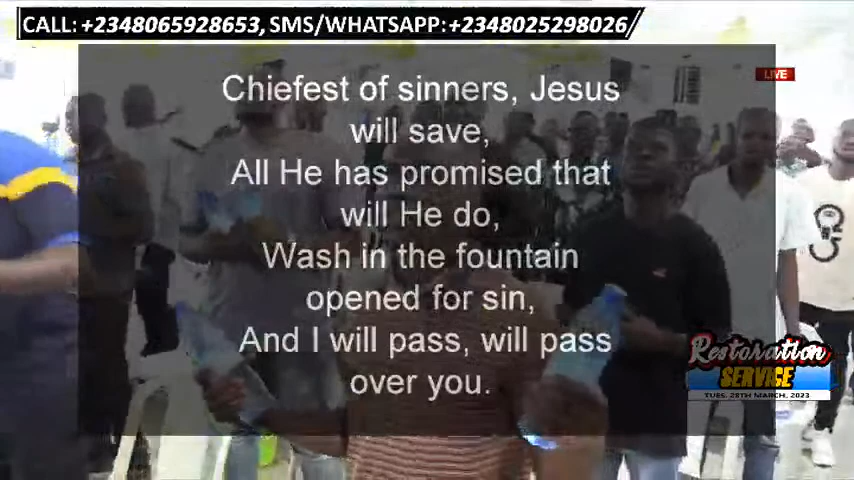 CALL: +2348065928653, SMS/WHATSAPP: +2348025298026
LIVE
Chiefest of sinners, Jesus
will save,
All He has promised that
will He do,
Wash in the fountain
opened for sin,
And I will pass, will pass
over you.
Restoration
SERVICE
TUES. 28TH MARCH, 2023